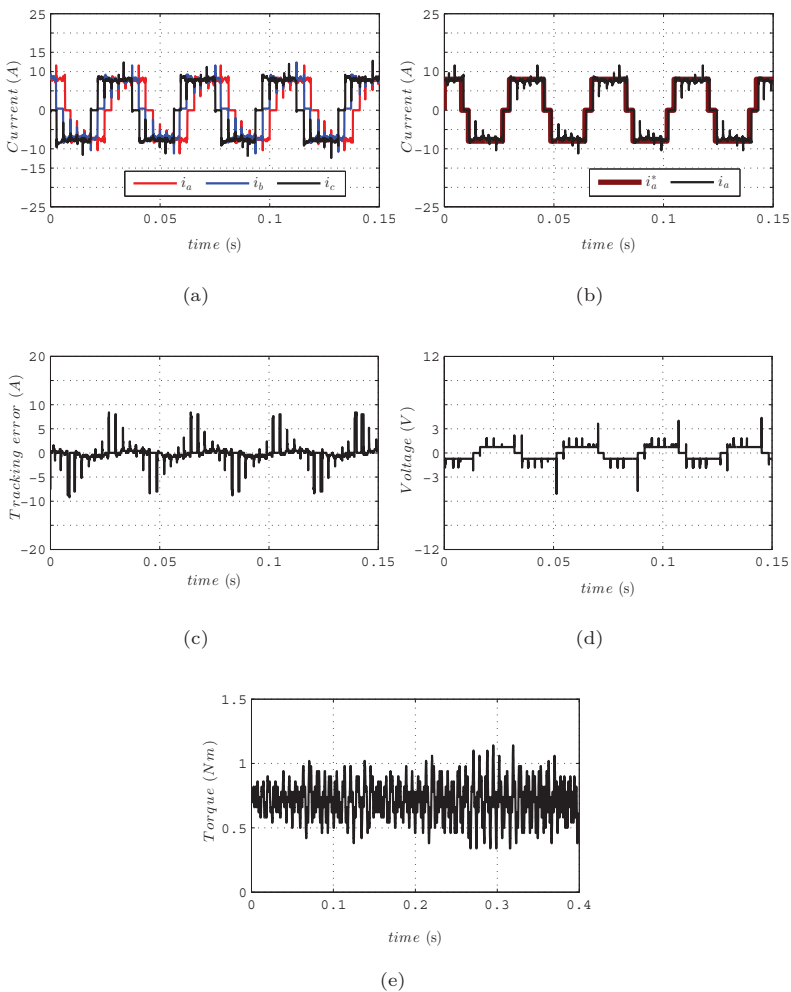 25
10
5
0
-5
-10
-15
-25
0
0.05
0.1
0.15
Current (A)
time (s)
i_a
i_b
i_c
(a)
25
10
5
0
-5
-10
25
0
0.05
0.1
0.15
Current (A)
time (s)
i_a^*
i_a
(b)
20
10
5
0
-5
-10
-20
0
0.05
0.1
0.15
Tracking error (A)
time (s)
(c)
12
3
0
-3
-12
0
0.05
0.1
0.15
Voltage (V)
time (s)
(d)
1.5
1
0.5
0
0
0.1
0.2
0.3
0.4
Torque (Nm)
time (s)
(e)